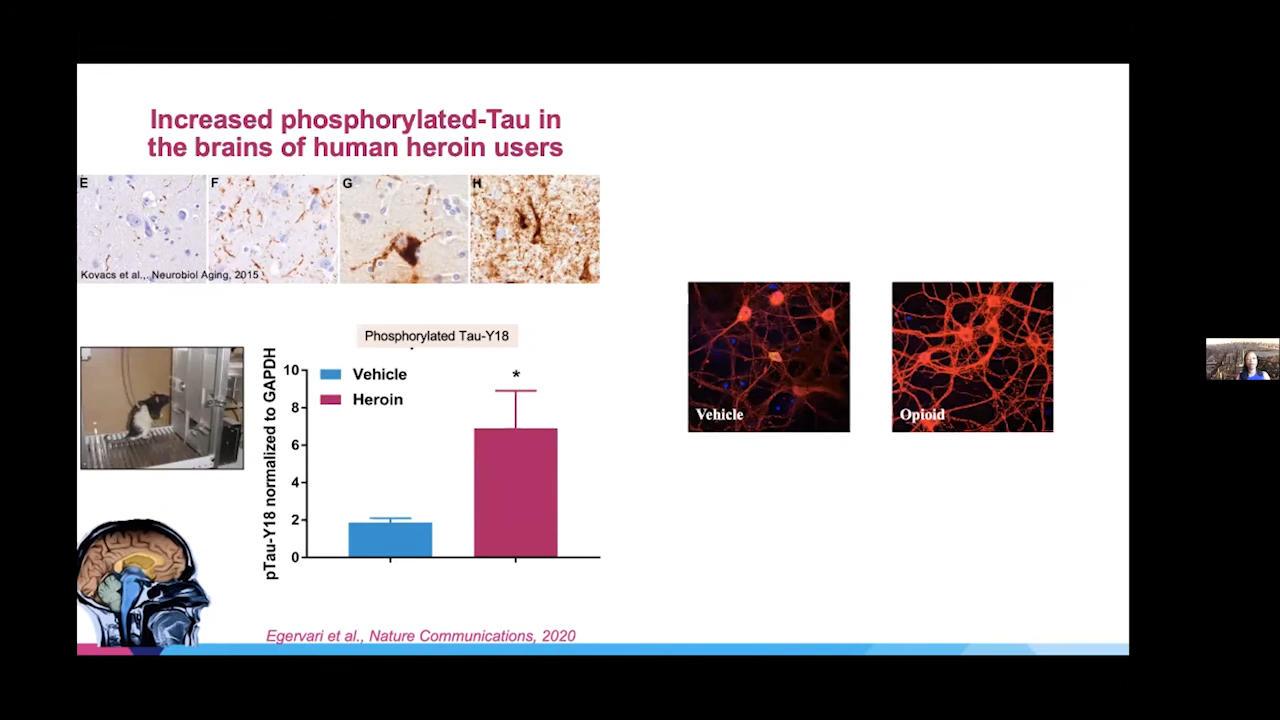 Increased phosphorylated-Tau in
the brains of human heroin users
E
F
G
H
Kovacs et al., Neurobiol Aging, 2015
Phosphorylated Tau-Y18
pTau-Y18 normalized to GAPDH
10
8
6
4
2
0
Vehicle
Heroin
*
Vehicle
Opioid
Egervari et al., Nature Communications, 2020